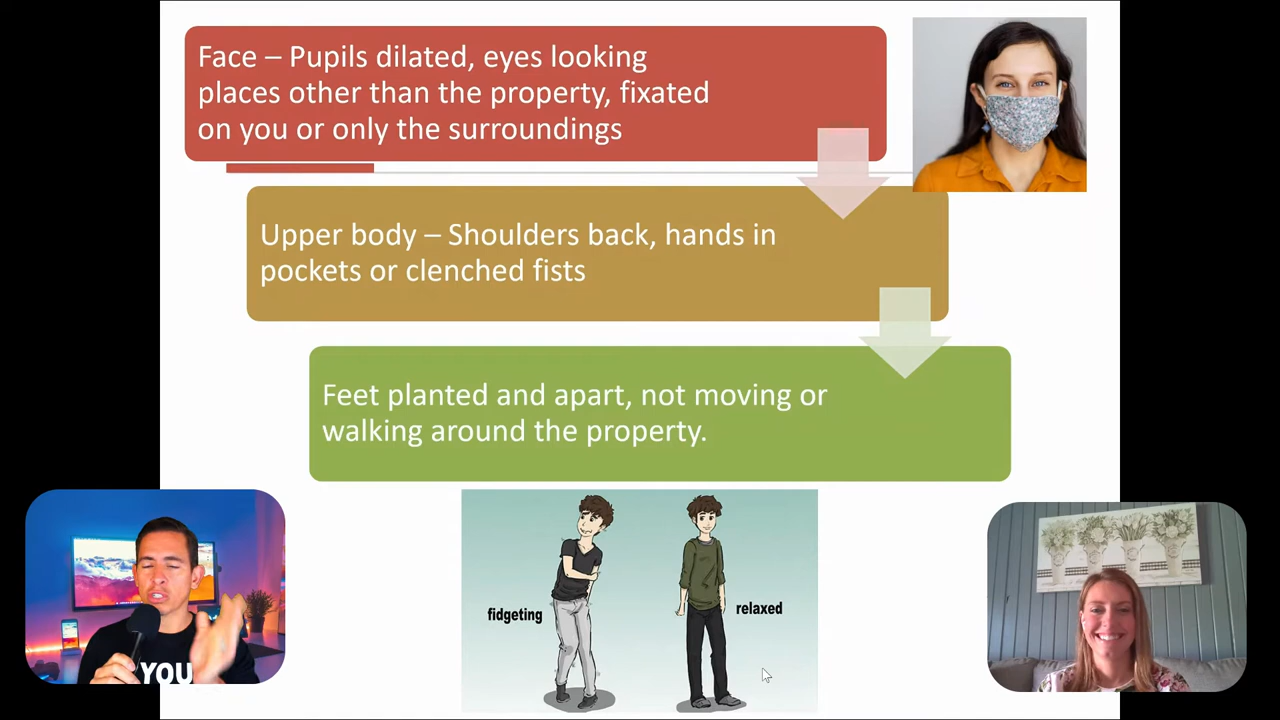 Face – Pupils dilated, eyes looking
places other than the property, fixated
on you or only the surroundings
Upper body – Shoulders back, hands in
pockets or clenched fists
Feet planted and apart, not moving or
walking around the property.
fidgeting
relaxed
YOU